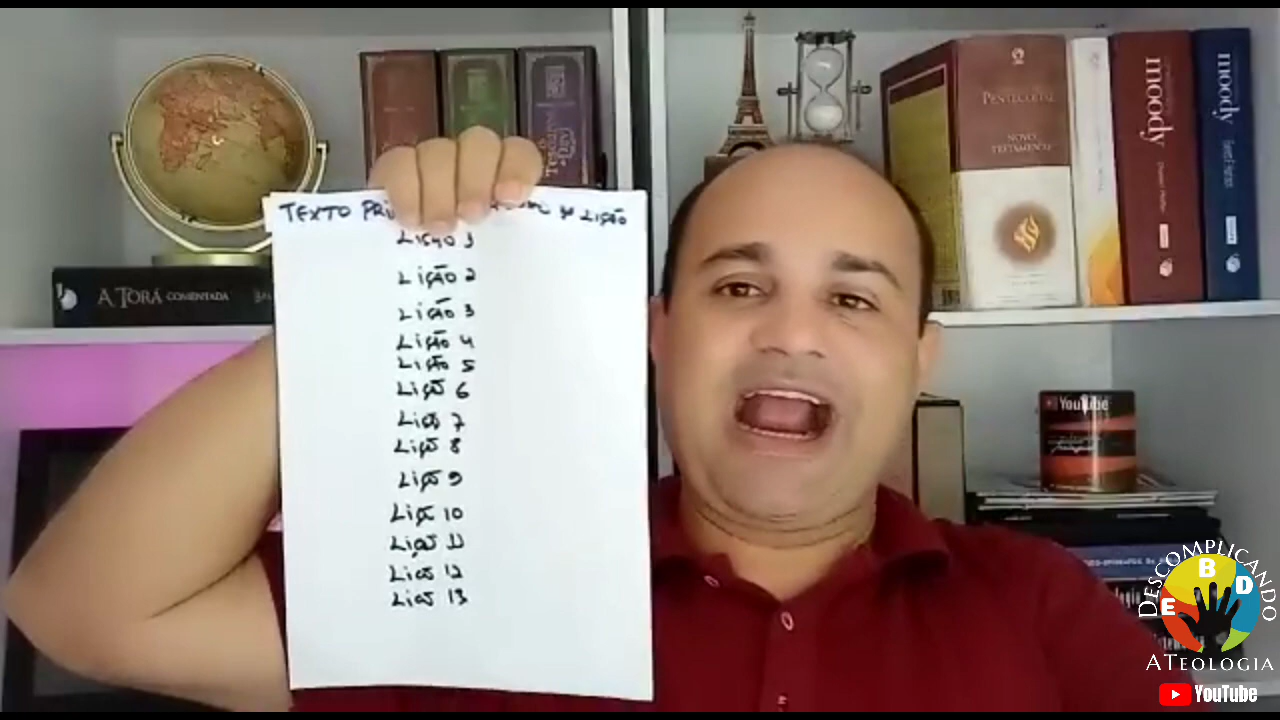 TEXTO DA LIÇÃO
LIÇÃO 1
LIÇÃO 2
LIÇÃO 3
LIÇÃO 4
LIÇÃO 5
LIÇÃO 6
LIÇÃO 7
LIÇÃO 8
LIÇÃO 9
LIÇÃO 10
LIÇÃO 11
LIÇÃO 12
LIÇÃO 13
A TORÁ COMENTADA
PENTECOSTAL
NOVO
TESTAMENTO
moody
moody
YouTube
DESCOMPLICANDO
EBD
ATEOLOGIA
YouTube